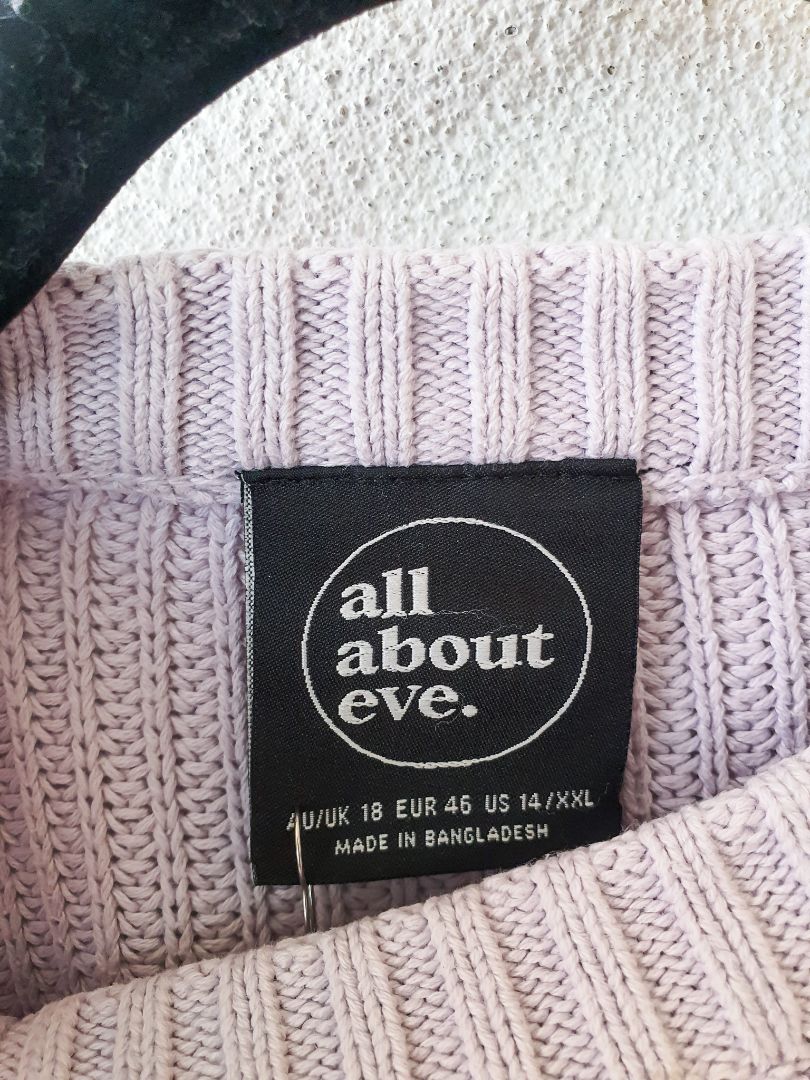 all
about
eve.
AU/UK 18 EUR 46 US 14/XXL
MADE IN BANGLADESH